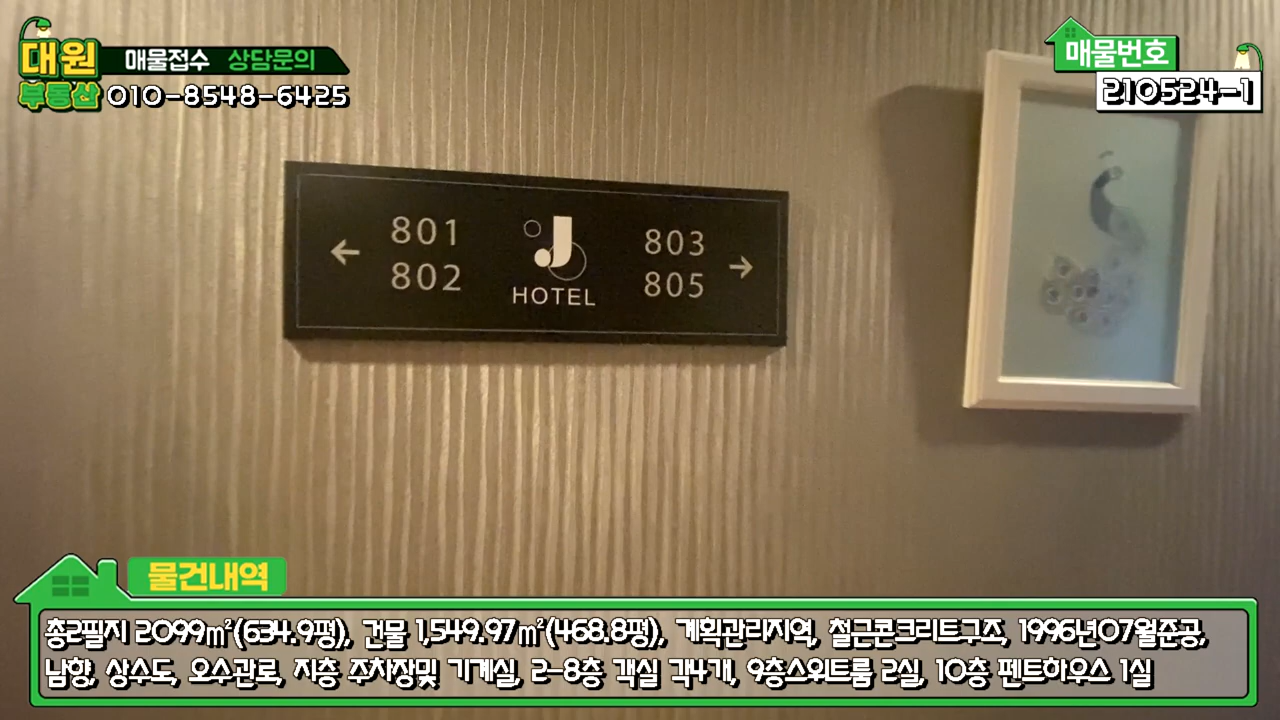 대원 매물접수 상담문의
부동산 010-8548-6425
매물번호
210524-1
← 801 J 803 →
802 805
HOTEL
물건내역
총2필지 2099㎡(634.9평), 건물 1,549.97㎡(468.8평), 계획관리지역, 철근콘크리트구조, 1996년07월준공,
남향, 상수도, 오수관로, 지층 주차장및 기계실, 2-8층 객실 각4개, 9층스위트룸 2실, 10층 펜트하우스 1실